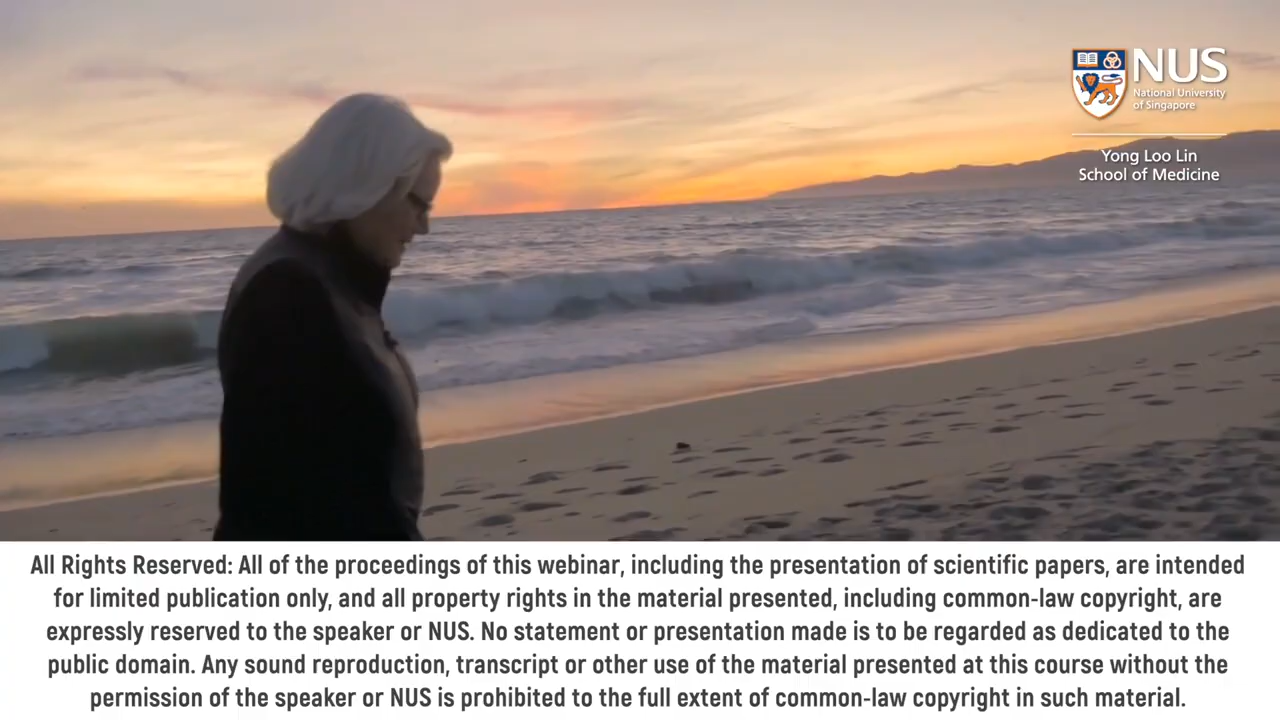 NUS
National University
of Singapore
Yong Loo Lin
School of Medicine
All Rights Reserved: All of the proceedings of this webinar, including the presentation of scientific papers, are intended
for limited publication only, and all property rights in the material presented, including common-law copyright, are
expressly reserved to the speaker or NUS. No statement or presentation made is to be regarded as dedicated to the
public domain. Any sound reproduction, transcript or other use of the material presented at this course without the
permission of the speaker or NUS is prohibited to the full extent of common-law copyright in such material.